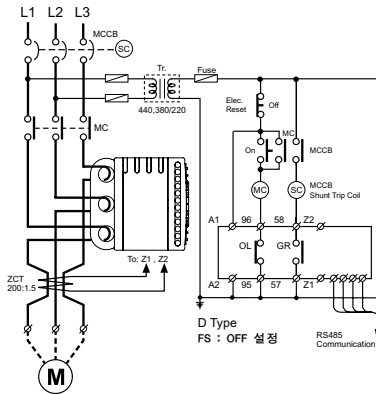 L1 L2 L3
MCCB
SC
Tr.
Fuse
440,380/220
Elec.
Reset
Off
MC
On
MC
MCCB
MC
SC
MCCB
Shunt Trip Coil
A1 96 58 Z2
OL GR
A2 95 57 Z1
To: Z1 , Z2
ZCT
200:1.5
D Type
FS : OFF 설정
RS485
Communication
M